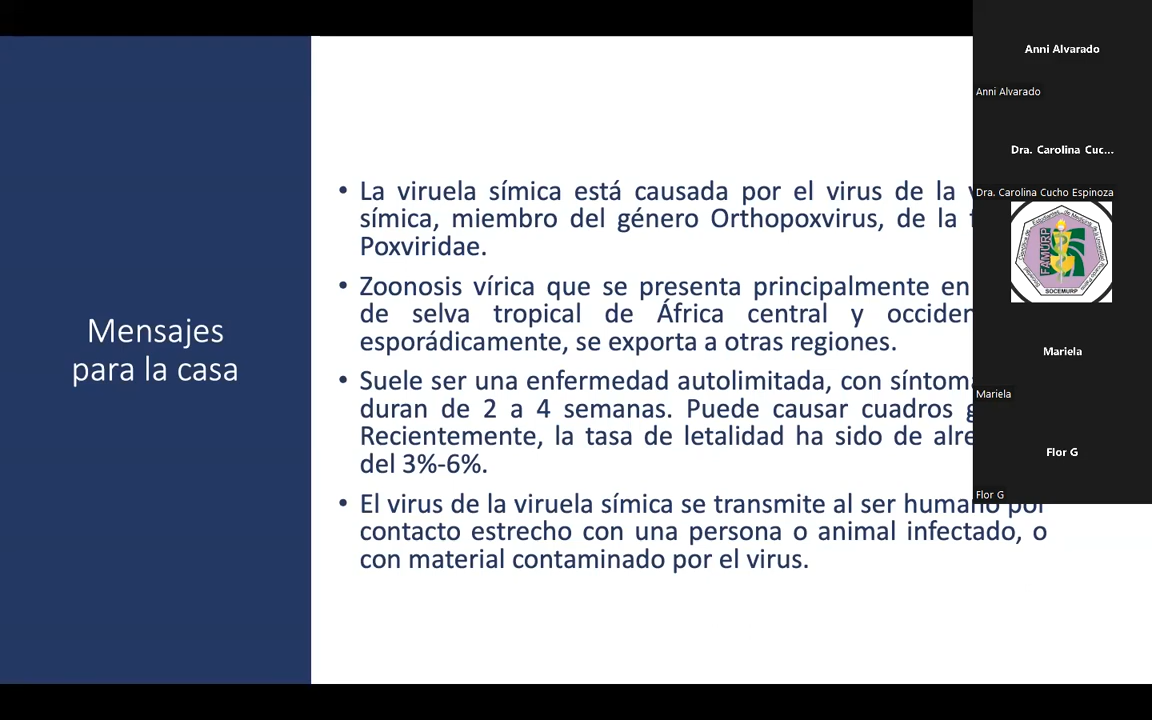 Mensajes
para la casa
• La viruela símica está causada por el virus de la
símica, miembro del género Orthopoxvirus, de la
Poxviridae.
• Zoonosis vírica que se presenta principalmente en
de selva tropical de África central y
esporádicamente, se exporta a otras regiones.
• Suele ser una enfermedad autolimitada, con
duran de 2 a 4 semanas. Puede causar cuadros
Recientemente, la tasa de letalidad ha sido de
del 3%-6%.
• El virus de la viruela símica se transmite al ser humano por
contacto estrecho con una persona o animal infectado, o
con material contaminado por el virus.
Anni Alvarado
Anni Alvarado
Dra. Carolina Cuc...
Dra. Carolina Cucho Espinoza
FAMURP
SOCEMURP
Mariela
Mariela
Flor G
Flor G